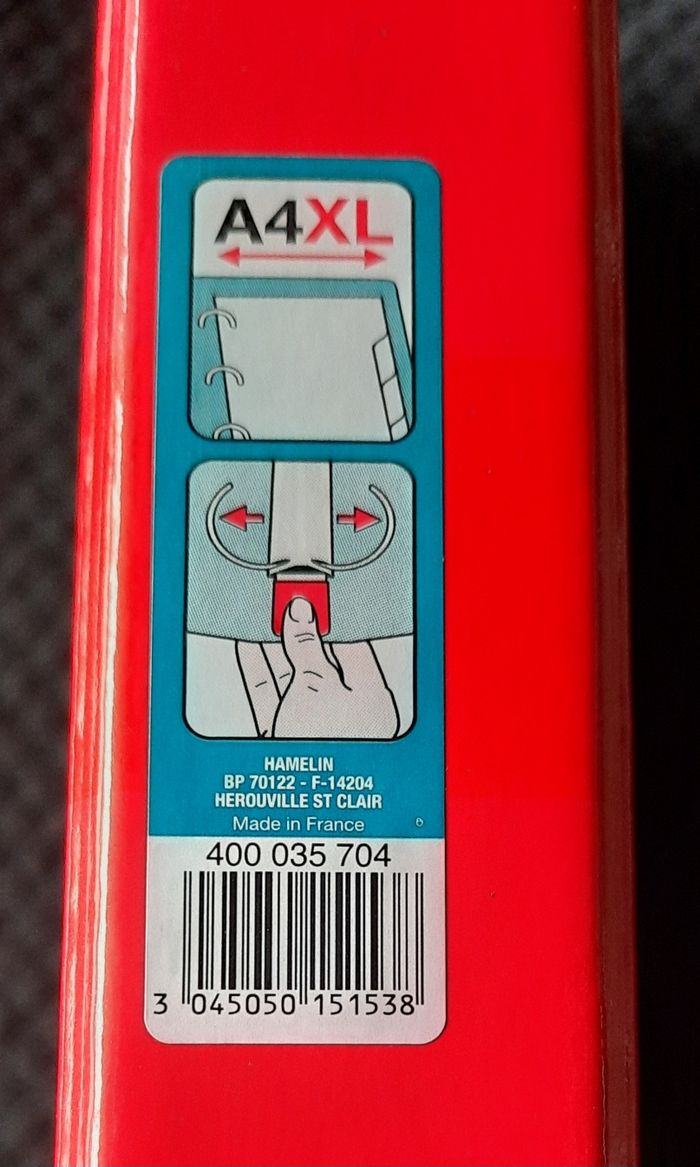 A4XL
HAMELIN
BP 70122 - F-14204
HEROUVILLE ST CLAIR
Made in France
400 035 704
3 045050 151538